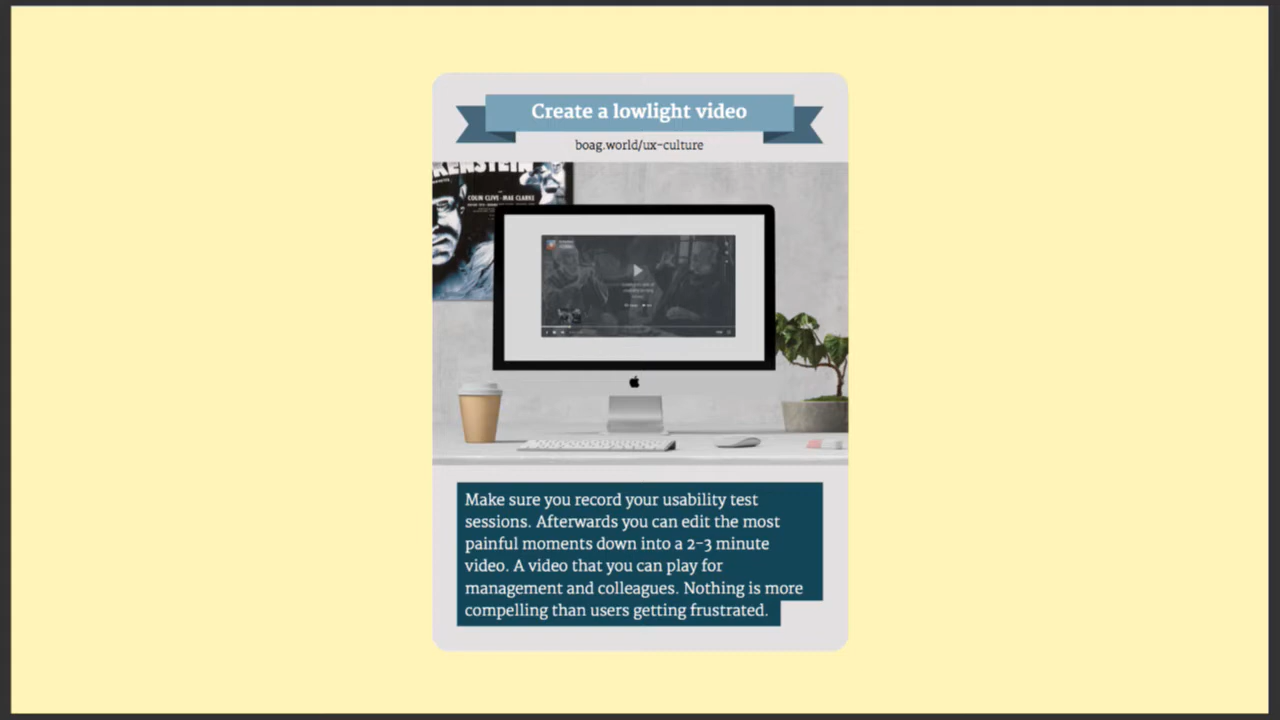 Create a lowlight video
boag.world/ux-culture
KENSTEIN
COLIN CLIVE-MAE CLARKE
Make sure you record your usability test
sessions. Afterwards you can edit the most
painful moments down into a 2-3 minute
video. A video that you can play for
management and colleagues. Nothing is more
compelling than users getting frustrated.